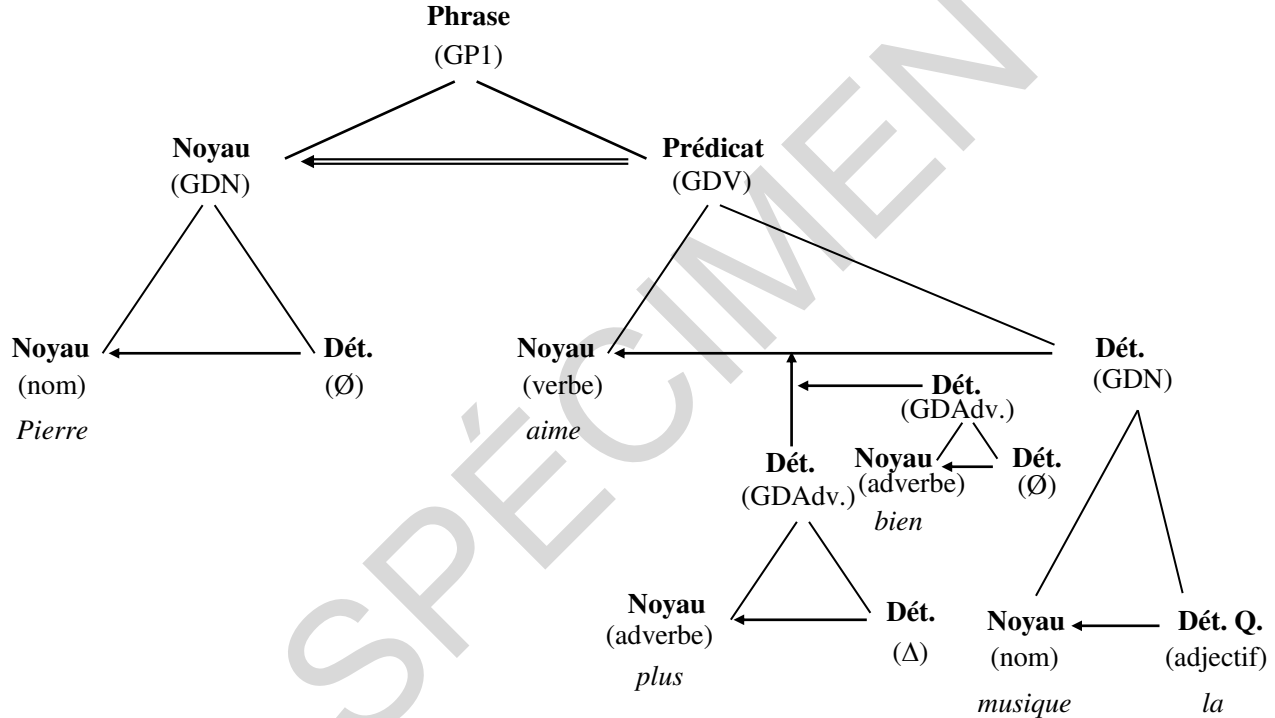 Phrase
(GP1)
Noyau Prédicat
(GDN) (GDV)
Noyau Dét. Noyau Dét.
(nom) (Ø) (verbe) (GDN)
Pierre aime
Dét.
(GDAdv.)
Dét. Noyau Dét.
(GDAdv.) (adverbe) (Ø)
bien
Noyau Dét. Noyau Dét. Q.
(adverbe) (Δ) (nom) (adjectif)
plus musique la
SPÉCIMEN